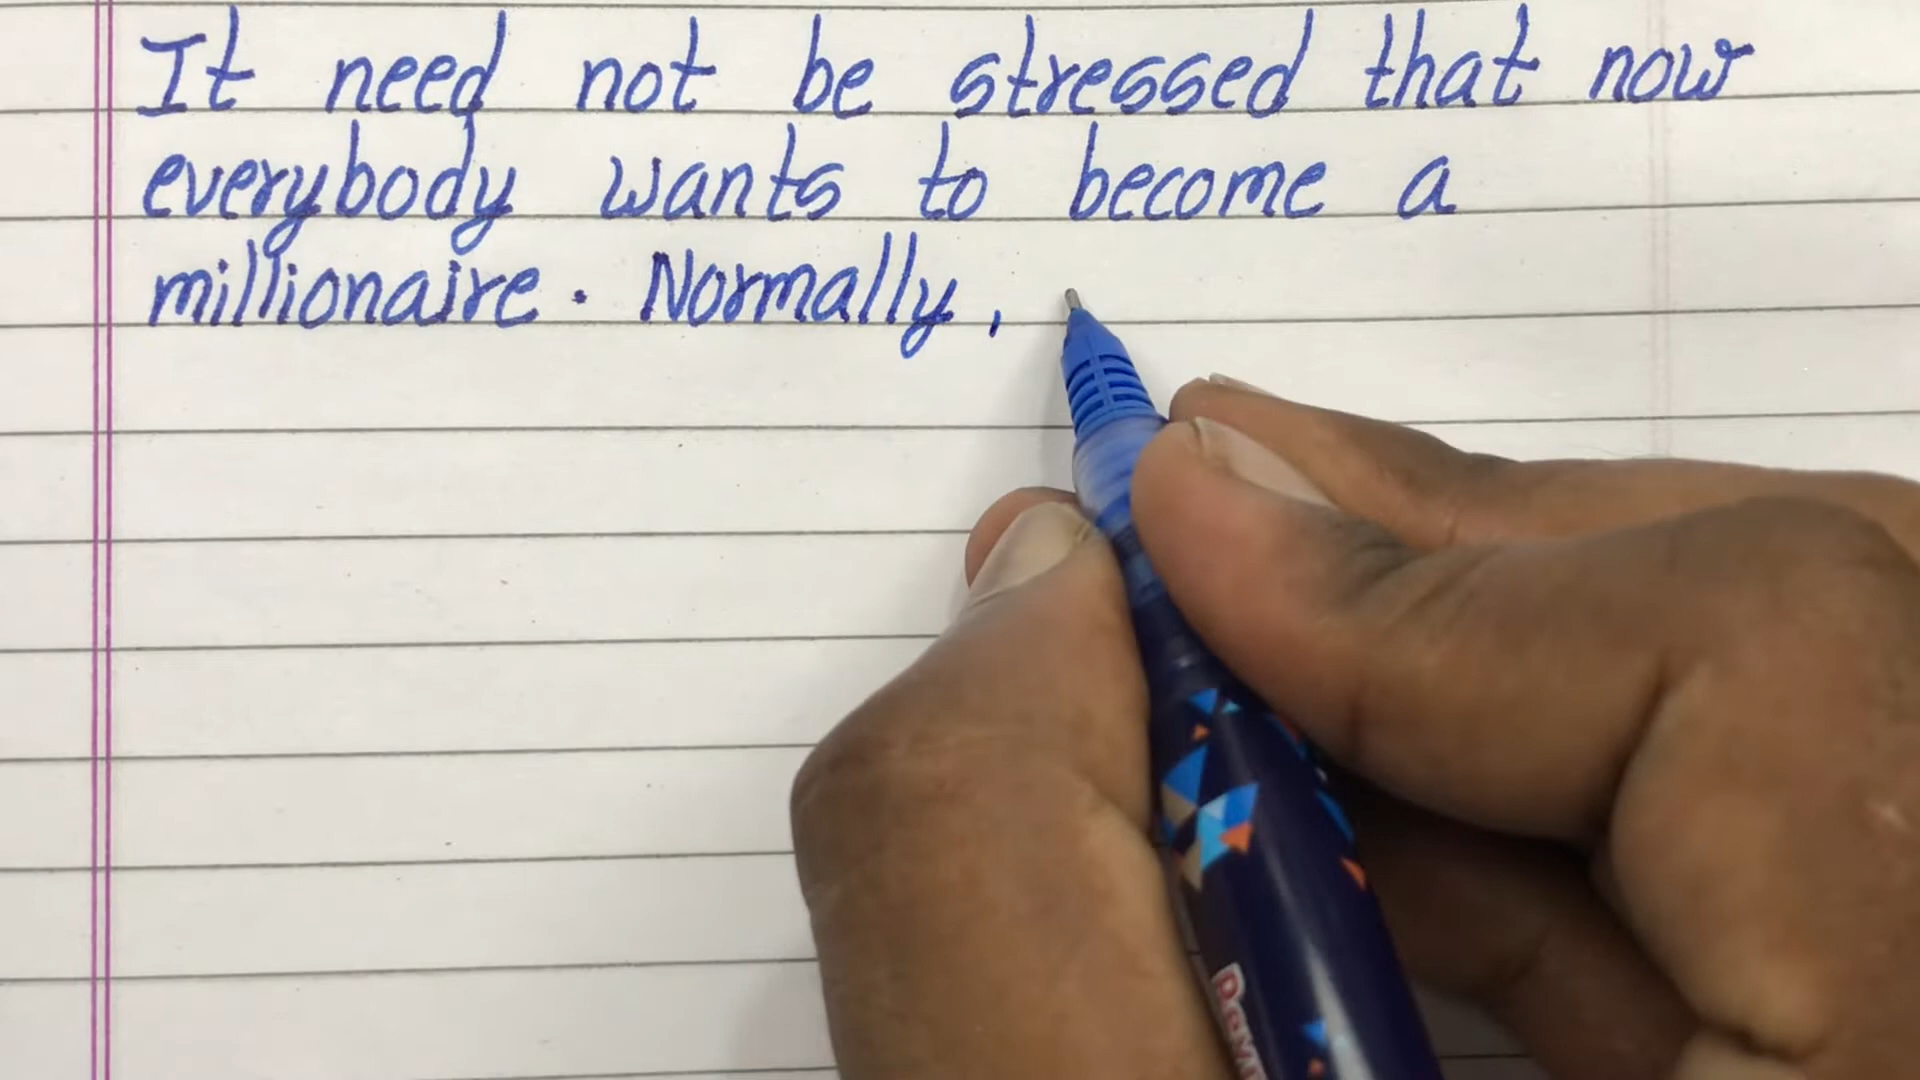 It need not be stressed that now
everybody wants to become a
millionaire. Normally,